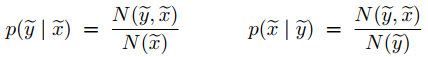 p(ỹ | x̃) = N(ỹ, x̃) / N(x̃)    p(x̃ | ỹ) = N(ỹ, x̃) / N(ỹ)